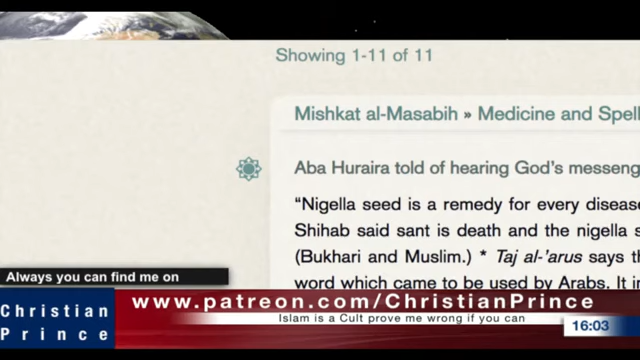 Showing 1-11 of 11
Mishkat al-Masabih » Medicine and Spell
Aba Huraira told of hearing God's messeng
"Nigella seed is a remedy for every disease
Shihab said sant is death and the nigella s
(Bukhari and Muslim.) * Taj al-'arus says th
word which came to be used by Arabs. It i
Always you can find me on
Christian
Prince
www.patreon.com/ChristianPrince
Islam is a Cult prove me wrong if you can
16:03